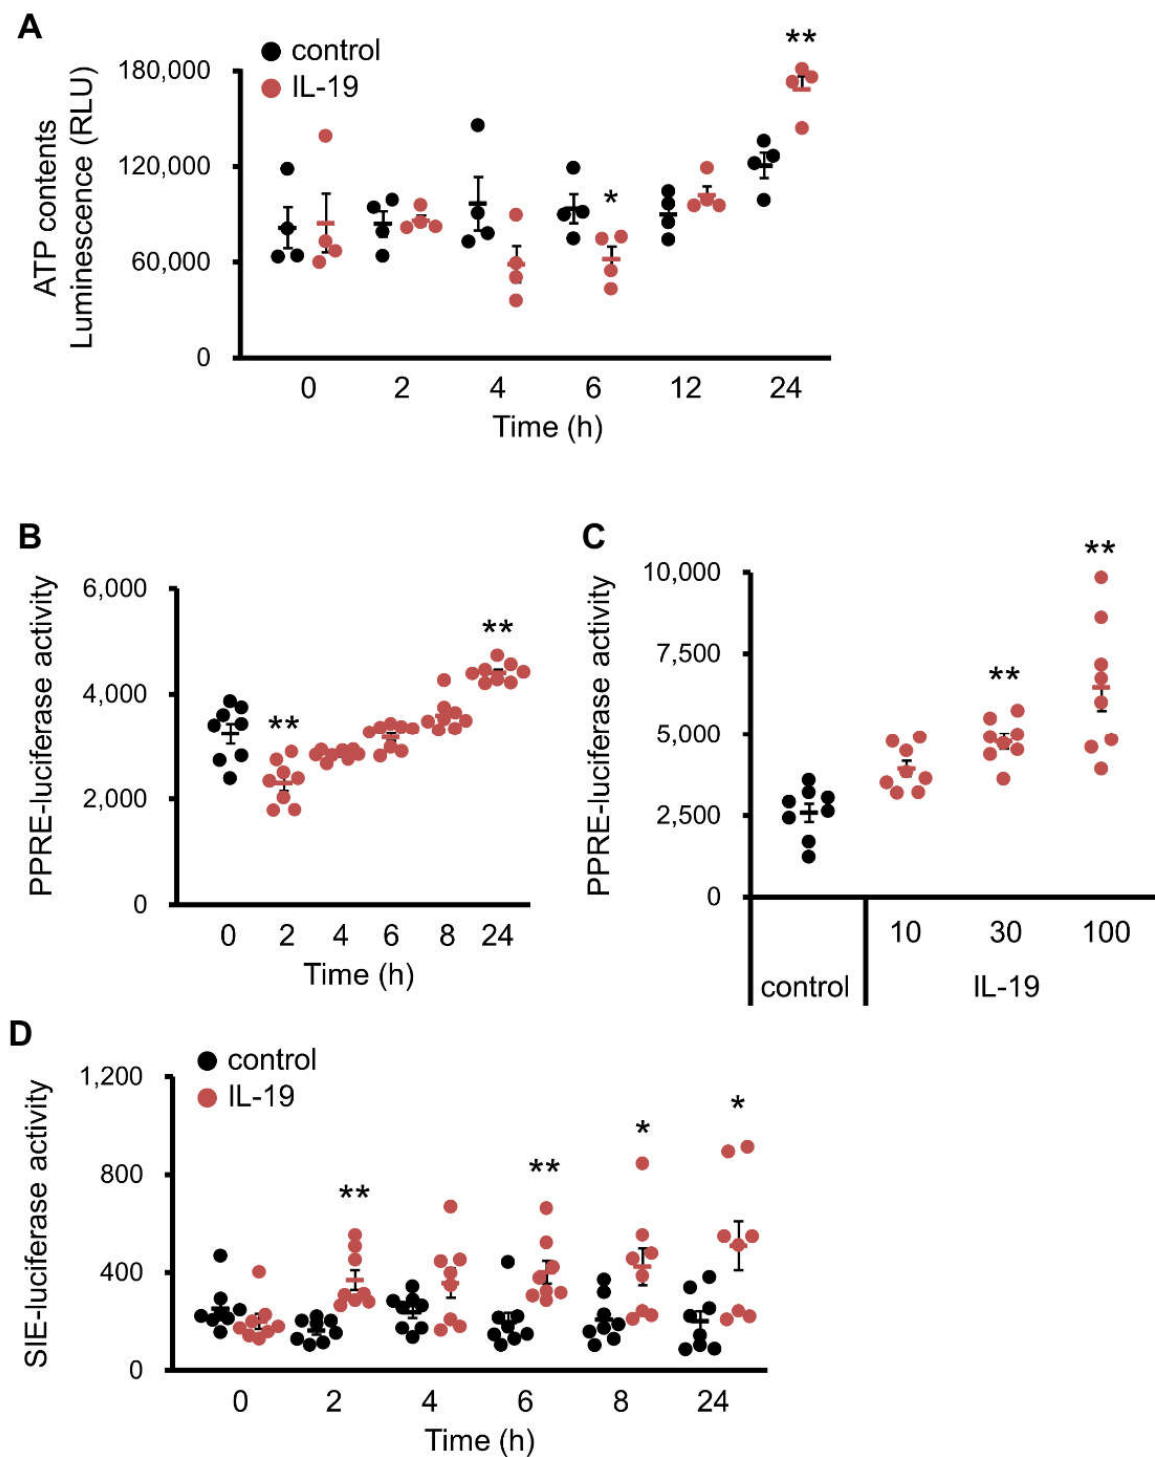 A
control
IL-19
**
180,000
120,000
60,000
0
*
ATP contents
Luminescence (RLU)
0 2 4 6 12 24
Time (h)
B
PPRE-luciferase activity
6,000
4,000
2,000
0
**
**
0 2 4 6 8 24
Time (h)
C
PPRE-luciferase activity
10,000
7,500
5,000
2,500
0
**
**
10 30 100
control IL-19
D
control
IL-19
SIE-luciferase activity
1,200
800
400
0
**
**
*
*
0 2 4 6 8 24
Time (h)